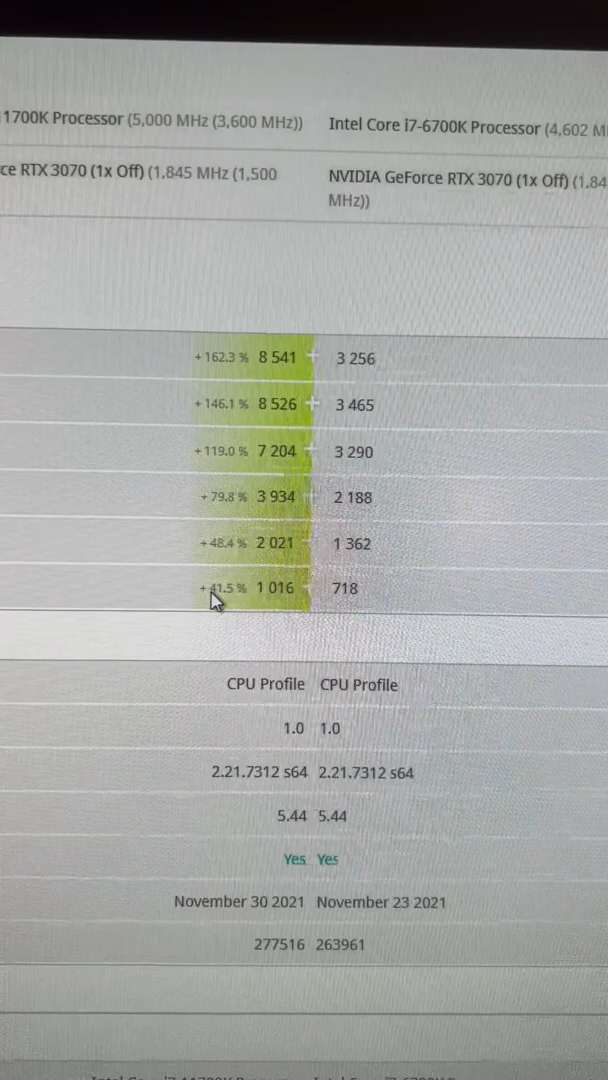 1700K Processor (5,000 MHz (3,600 MHz)) Intel Core i7-6700K Processor (4,602 M
ce RTX 3070 (1x Off) (1,845 MHz (1,500 NVIDIA GeForce RTX 3070 (1x Off) (1,84
MHz))
+ 162.3 % 8 541 3 256
+ 146.1 % 8 526 3 465
+ 119.0 % 7 204 3 290
+ 79.8 % 3 934 2 188
+ 48.4 % 2 021 1 362
+ 41.5 % 1 016 718
CPU Profile CPU Profile
1.0 1.0
2.21.7312 s64 2.21.7312 s64
5.44 5.44
Yes Yes
November 30 2021 November 23 2021
277516 263961